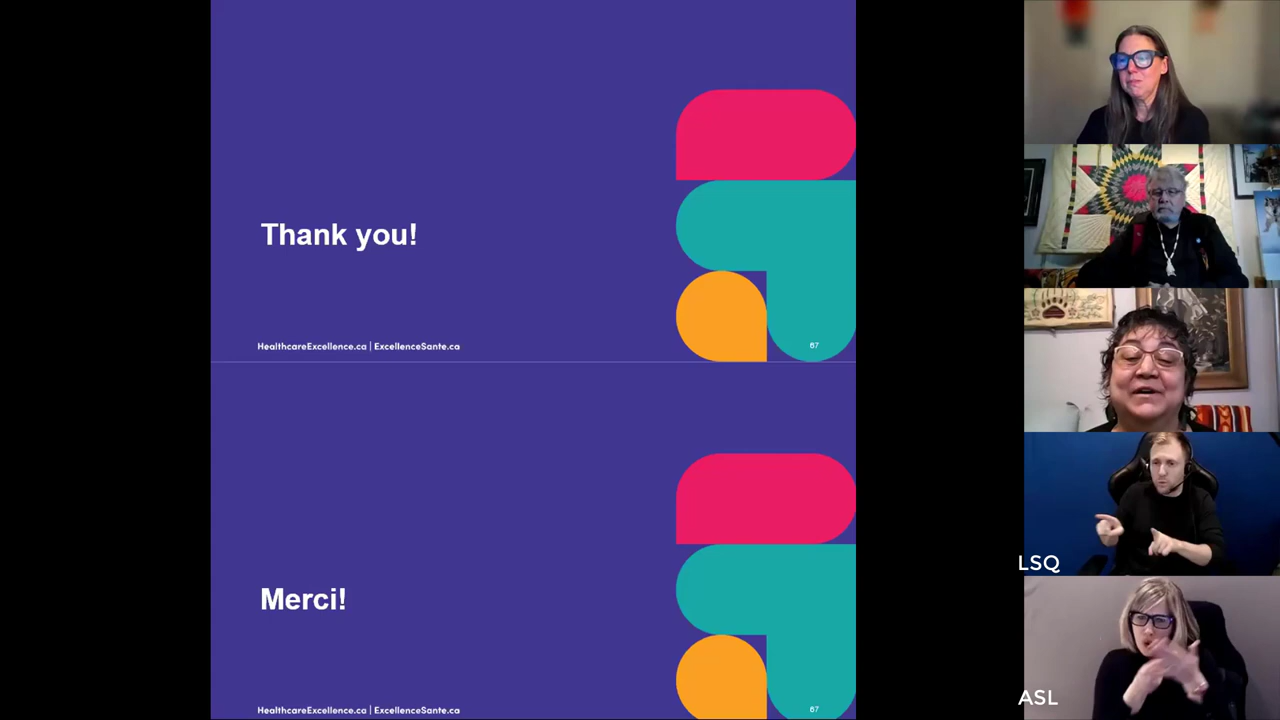 Thank you!
HealthcareExcellence.ca | ExcellenceSante.ca
67
Merci!
HealthcareExcellence.ca | ExcellenceSante.ca
67
LSQ
ASL